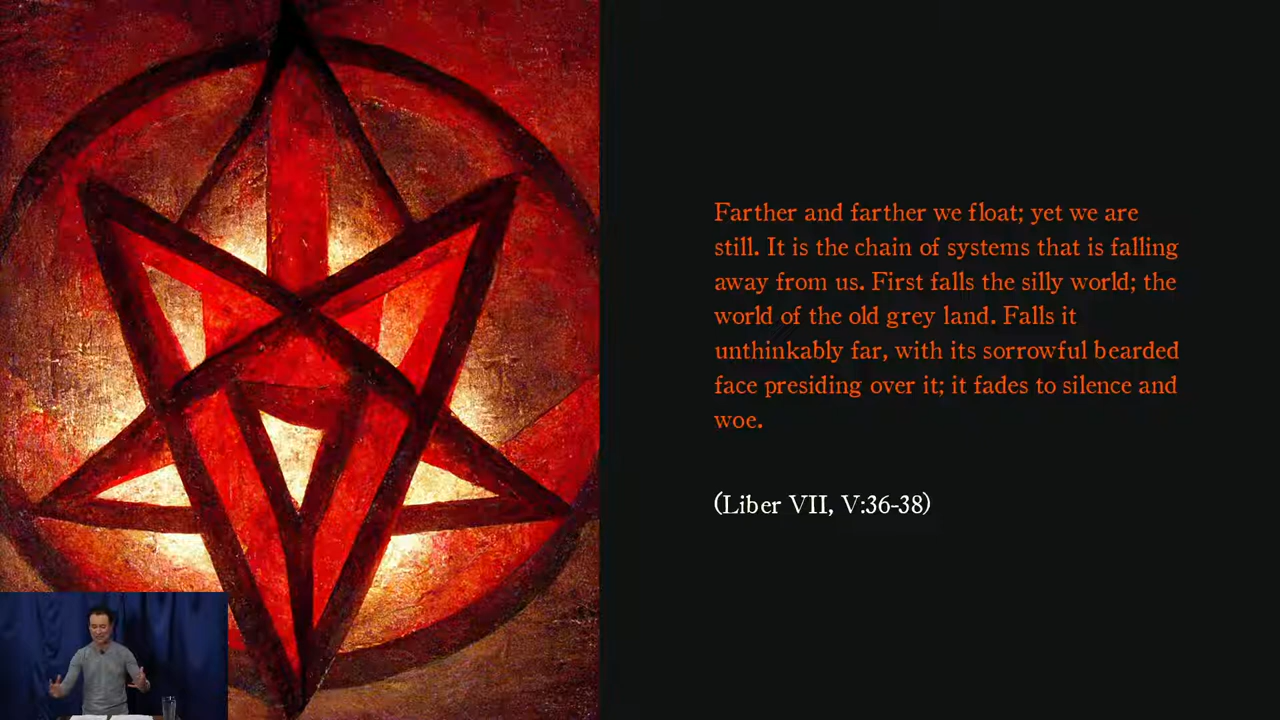 Farther and farther we float; yet we are
still. It is the chain of systems that is falling
away from us. First falls the silly world; the
world of the old grey land. Falls it
unthinkably far, with its sorrowful bearded
face presiding over it; it fades to silence and
woe.
(Liber VII, V:36-38)